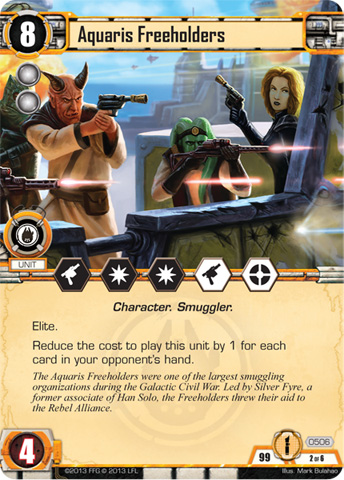 8
Aquaris Freeholders
UNIT
Character. Smuggler.
Elite.
Reduce the cost to play this unit by 1 for each
card in your opponent's hand.
The Aquaris Freeholders were one of the largest smuggling
organizations during the Galactic Civil War. Led by Silver Fyre, a
former associate of Han Solo, the Freeholders threw their aid to
the Rebel Alliance.
4
99
2 of 6
0506
©2013 FFG ©2013 LFL
Illus. Mark Bulahao